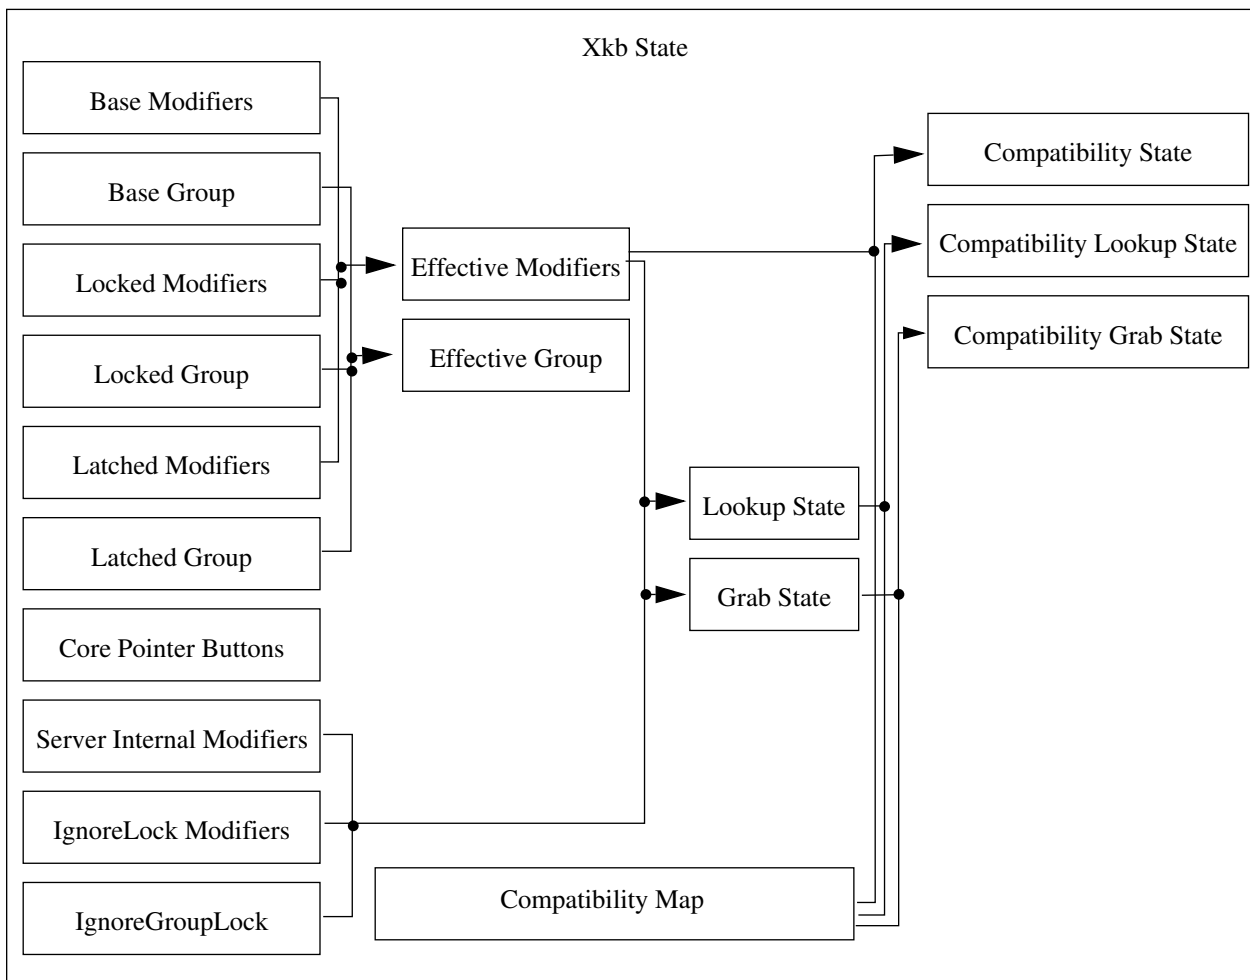 Xkb State
Base Modifiers
Base Group
Locked Modifiers
Locked Group
Latched Modifiers
Latched Group
Core Pointer Buttons
Server Internal Modifiers
IgnoreLock Modifiers
IgnoreGroupLock
Effective Modifiers
Effective Group
Lookup State
Grab State
Compatibility Map
Compatibility State
Compatibility Lookup State
Compatibility Grab State